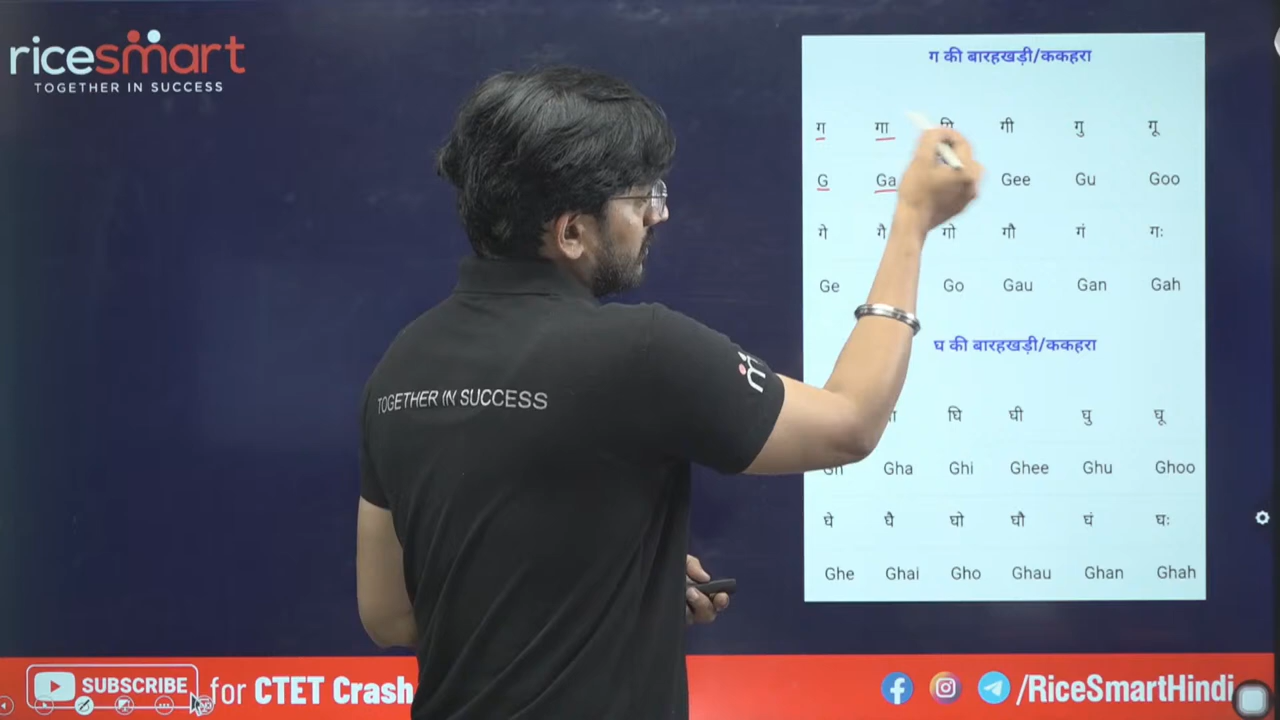 ricesmart
TOGETHER IN SUCCESS
ग की बारहखड़ी/ककहरा
ग गा गि गी गु गू
G Ga Gee Gu Goo
गे गै गो गौ गं गः
Ge Go Gau Gan Gah
घ की बारहखड़ी/ककहरा
घि घी घु घू
Gh Gha Ghi Ghee Ghu Ghoo
घे घै घो घौ घं घः
Ghe Ghai Gho Ghau Ghan Ghah
TOGETHER IN SUCCESS
SUBSCRIBE for CTET Crash
/RiceSmartHindi